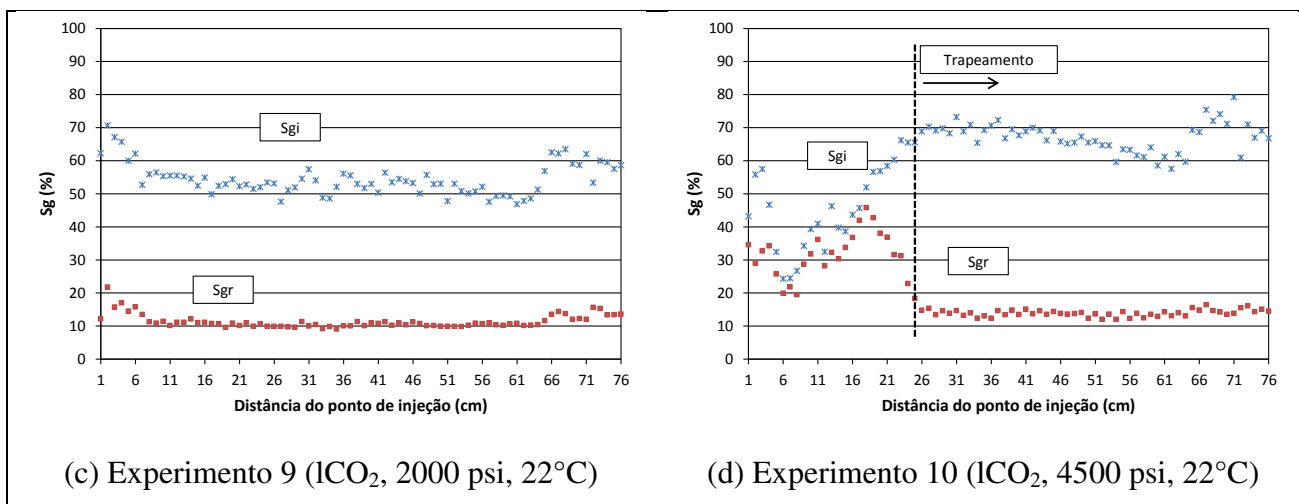 100
90
80
70
60
50
40
30
20
10
0
Sg (%)
Sgi
Sgr
1 6 11 16 21 26 31 36 41 46 51 56 61 66 71 76
Distância do ponto de injeção (cm)
(c) Experimento 9 (lCO₂, 2000 psi, 22°C)
100
90
80
70
60
50
40
30
20
10
0
Sg (%)
Trapeamento
Sgi
Sgr
1 6 11 16 21 26 31 36 41 46 51 56 61 66 71 76
Distância do ponto de injeção (cm)
(d) Experimento 10 (lCO₂, 4500 psi, 22°C)